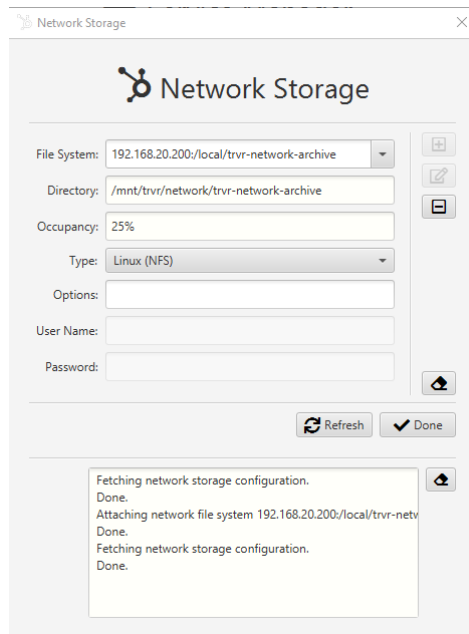 Network Storage
Network Storage
File System: 192.168.20.200:/local/trvr-network-archive
Directory: /mnt/trvr/network/trvr-network-archive
Occupancy: 25%
Type: Linux (NFS)
Options:
User Name:
Password:
Refresh Done
Fetching network storage configuration.
Done.
Attaching network file system 192.168.20.200:/local/trvr-netv
Done.
Fetching network storage configuration.
Done.